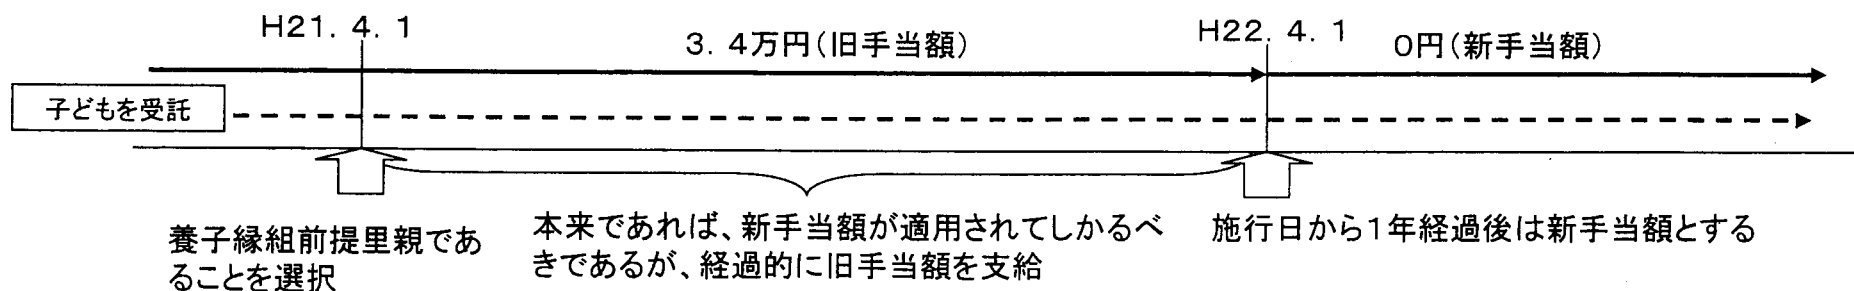 H21.4.1
3.4万円(旧手当額)
H22.4.1
0円(新手当額)
子どもを受託
養子縁組前提里親であ
ることを選択
本来であれば、新手当額が適用されてしかるべ
きであるが、経過的に旧手当額を支給
施行日から1年経過後は新手当額とする